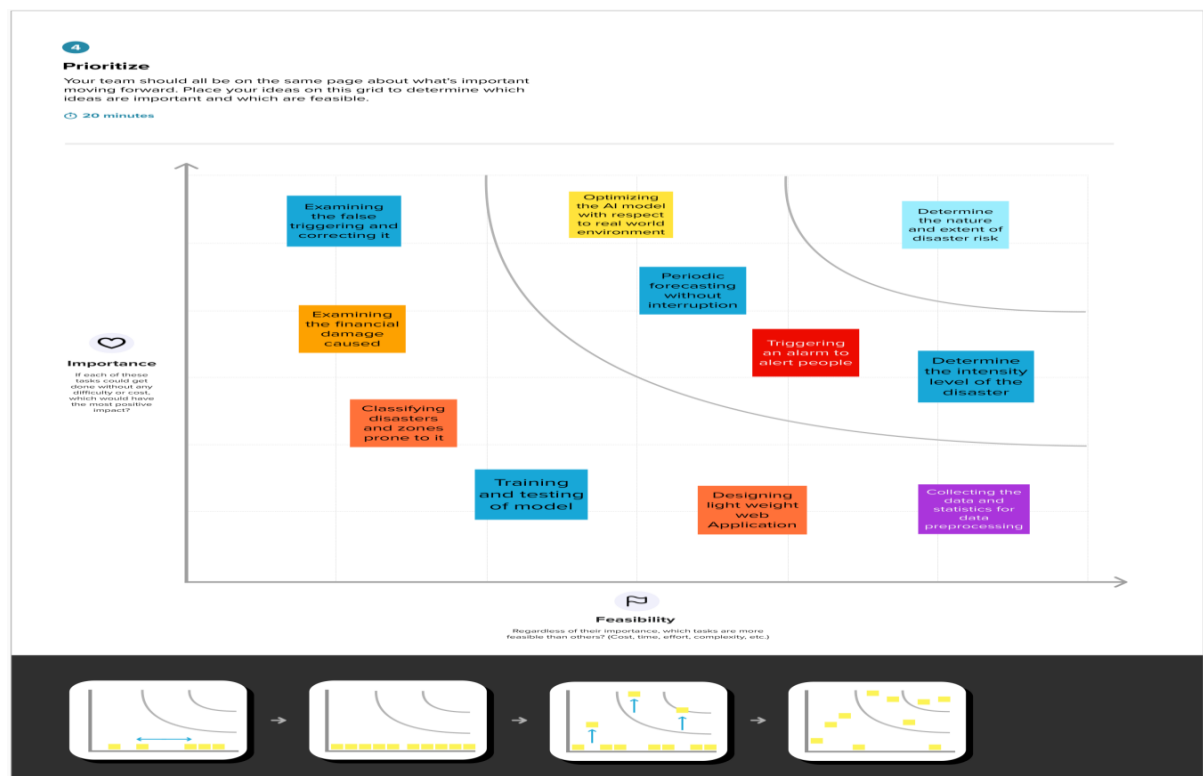 4
Prioritize
Your team should all be on the same page about what's important
moving forward. Place your ideas on this grid to determine which
ideas are important and which are feasible.
20 minutes
Examining
the false
triggering and
correcting it
Optimizing
the AI model
with respect
to real world
environment
Determine
the nature
and extent of
disaster risk
Periodic
forecasting
without
interruption
Examining
the financial
damage
caused
Triggering
an alarm to
alert people
Determine
the intensity
level of the
disaster
Importance
If each of these
tasks could get
done without any
difficulty or cost,
which would have
the most positive
impact?
Classifying
disasters
and zones
prone to it
Training
and testing
of model
Designing
light weight
web
Application
Collecting the
data and
statistics for
data
preprocessing
Feasibility
Regardless of their importance, which tasks are more
feasible than others? (Cost, time, effort, complexity, etc.)